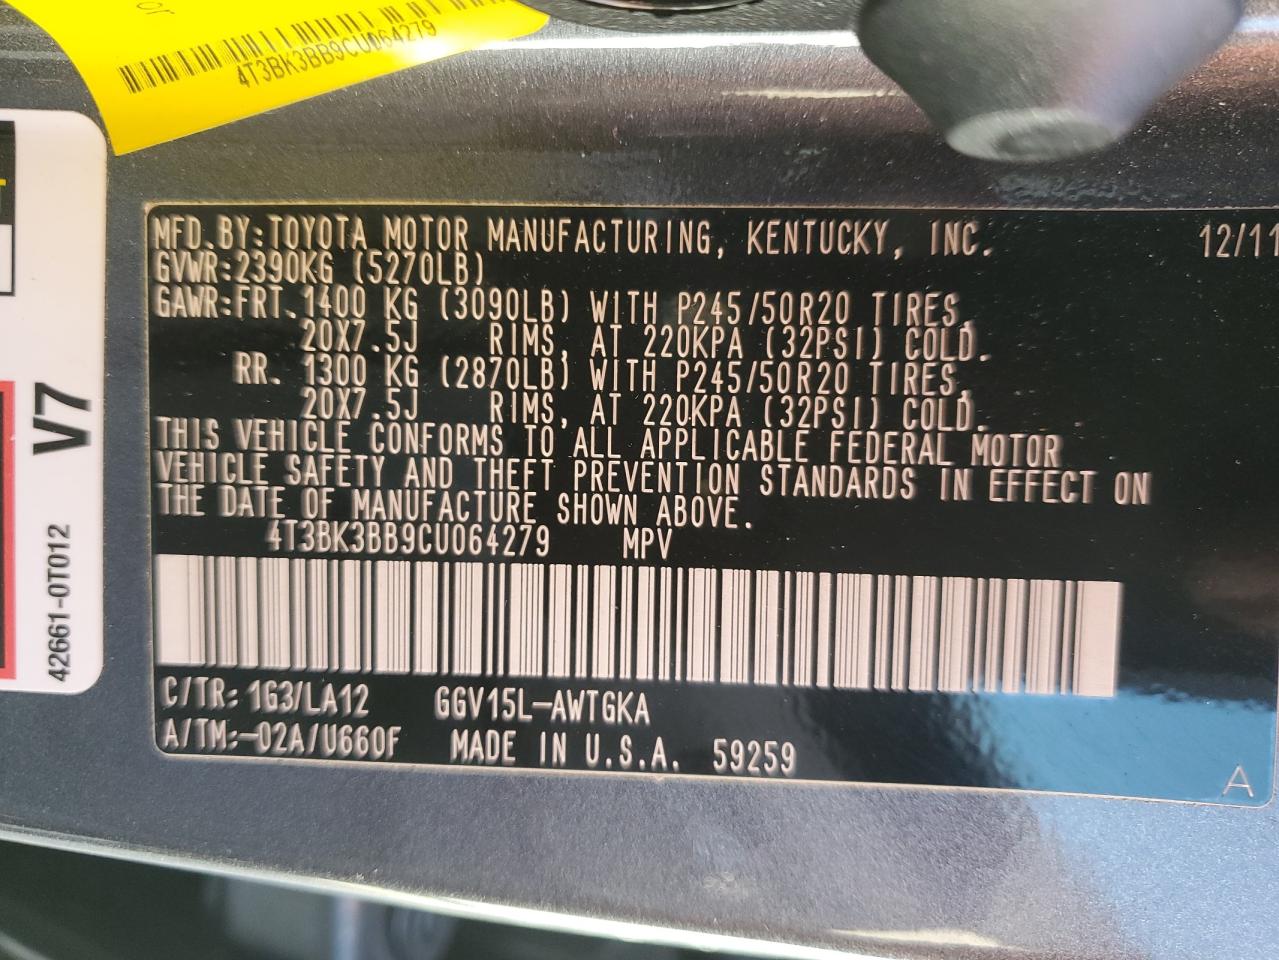 or
4T3BK3BB9CU064279
MFD.BY:TOYOTA MOTOR MANUFACTURING, KENTUCKY, INC. 12/11
GVWR:2390KG (5270LB)
GAWR:FRT. 1400 KG (3090LB) WITH P245/50R20 TIRES,
20X7.5J RIMS, AT 220KPA (32PSI) COLD.
RR. 1300 KG (2870LB) WITH P245/50R20 TIRES,
20X7.5J RIMS, AT 220KPA (32PSI) COLD.
THIS VEHICLE CONFORMS TO ALL APPLICABLE FEDERAL MOTOR
VEHICLE SAFETY AND THEFT PREVENTION STANDARDS IN EFFECT ON
THE DATE OF MANUFACTURE SHOWN ABOVE.
4T3BK3BB9CU064279 MPV
C/TR: 1G3/LA12 GGV15L-AWTGKA
A/TM:-02A/U660F MADE IN U.S.A. 59259
A
V7
42661-0T012